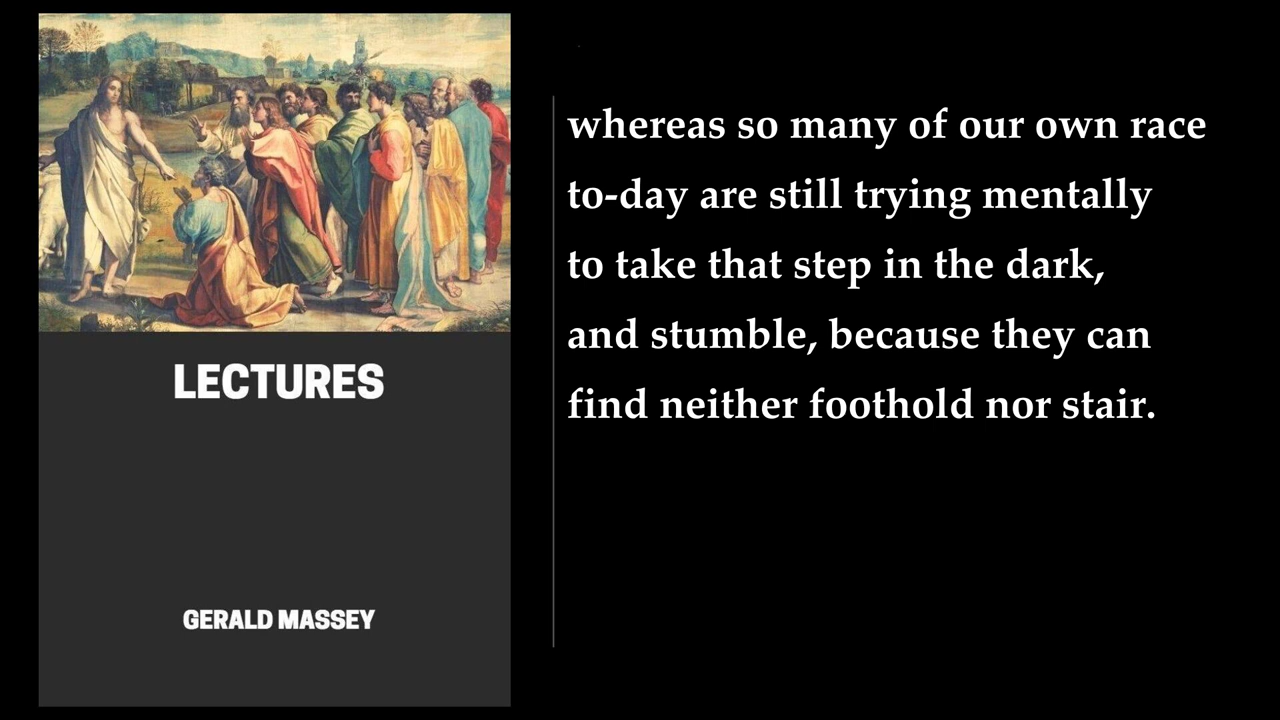 LECTURES
GERALD MASSEY
whereas so many of our own race
to-day are still trying mentally
to take that step in the dark,
and stumble, because they can
find neither foothold nor stair.